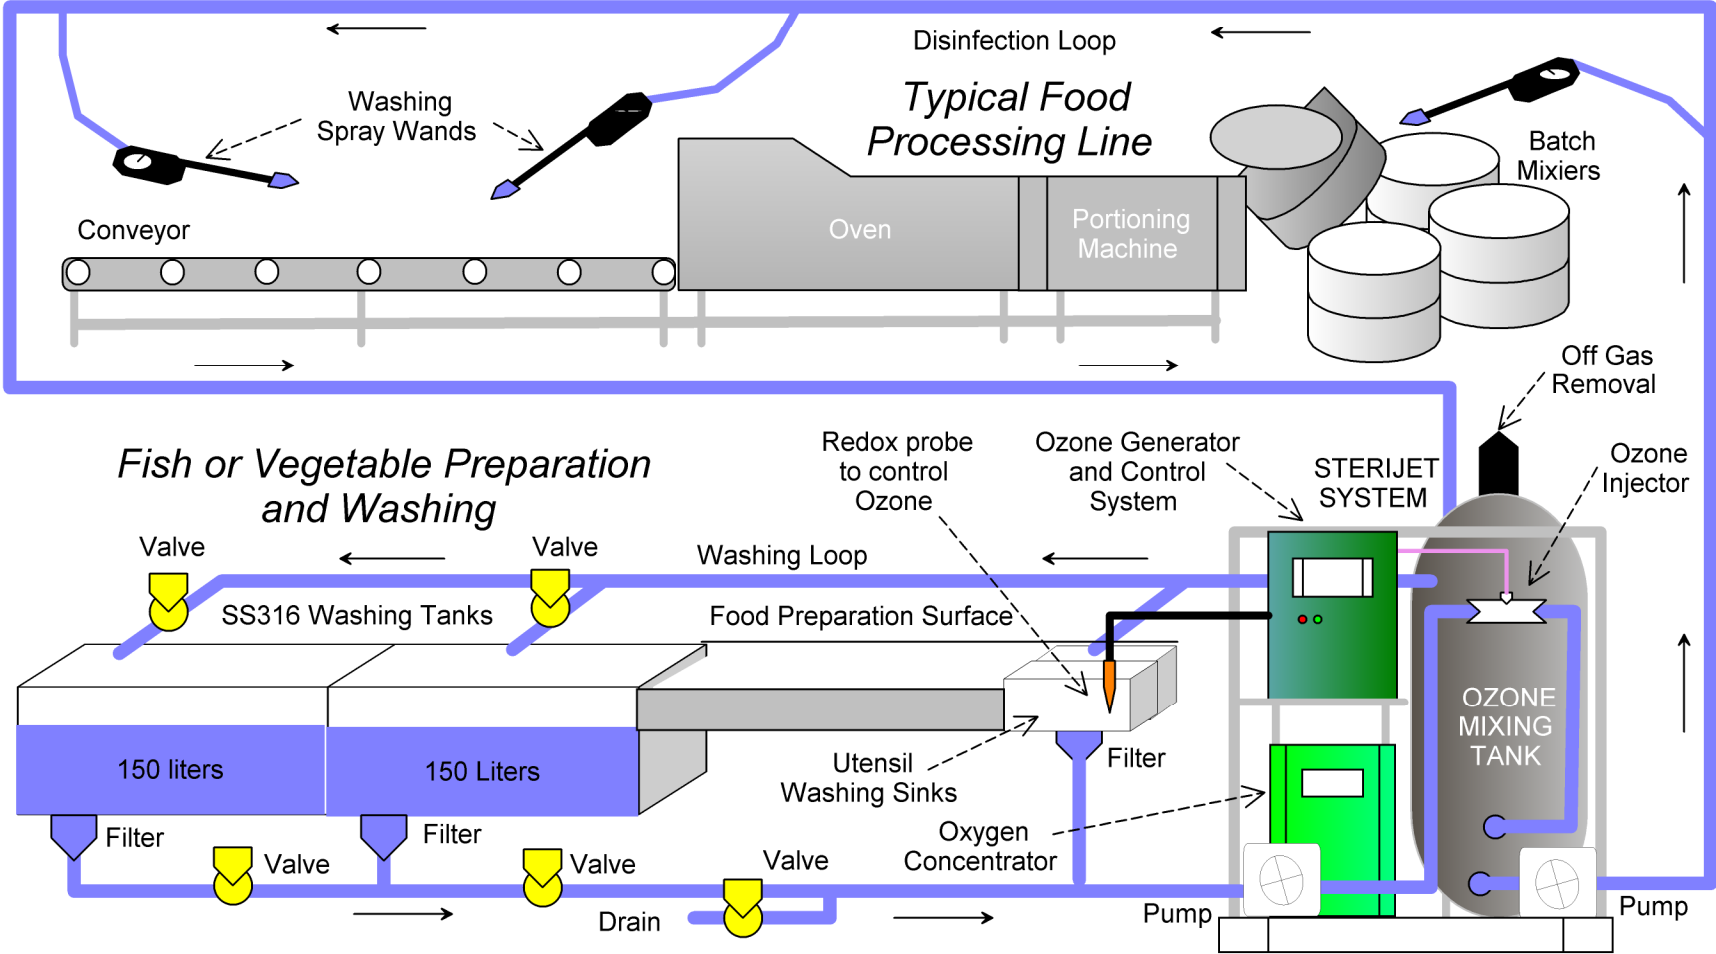 Disinfection Loop
Typical Food
Processing Line
Washing
Spray Wands
Batch
Mixiers
Conveyor
Oven
Portioning
Machine
Off Gas
Removal
Fish or Vegetable Preparation
and Washing
Redox probe
to control
Ozone
Ozone Generator
and Control
System
STERIJET
SYSTEM
Ozone
Injector
Valve
Valve
Washing Loop
SS316 Washing Tanks
Food Preparation Surface
OZONE
MIXING
TANK
150 liters
150 Liters
Utensil
Washing Sinks
Filter
Filter
Filter
Oxygen
Concentrator
Valve
Valve
Valve
Drain
Pump
Pump